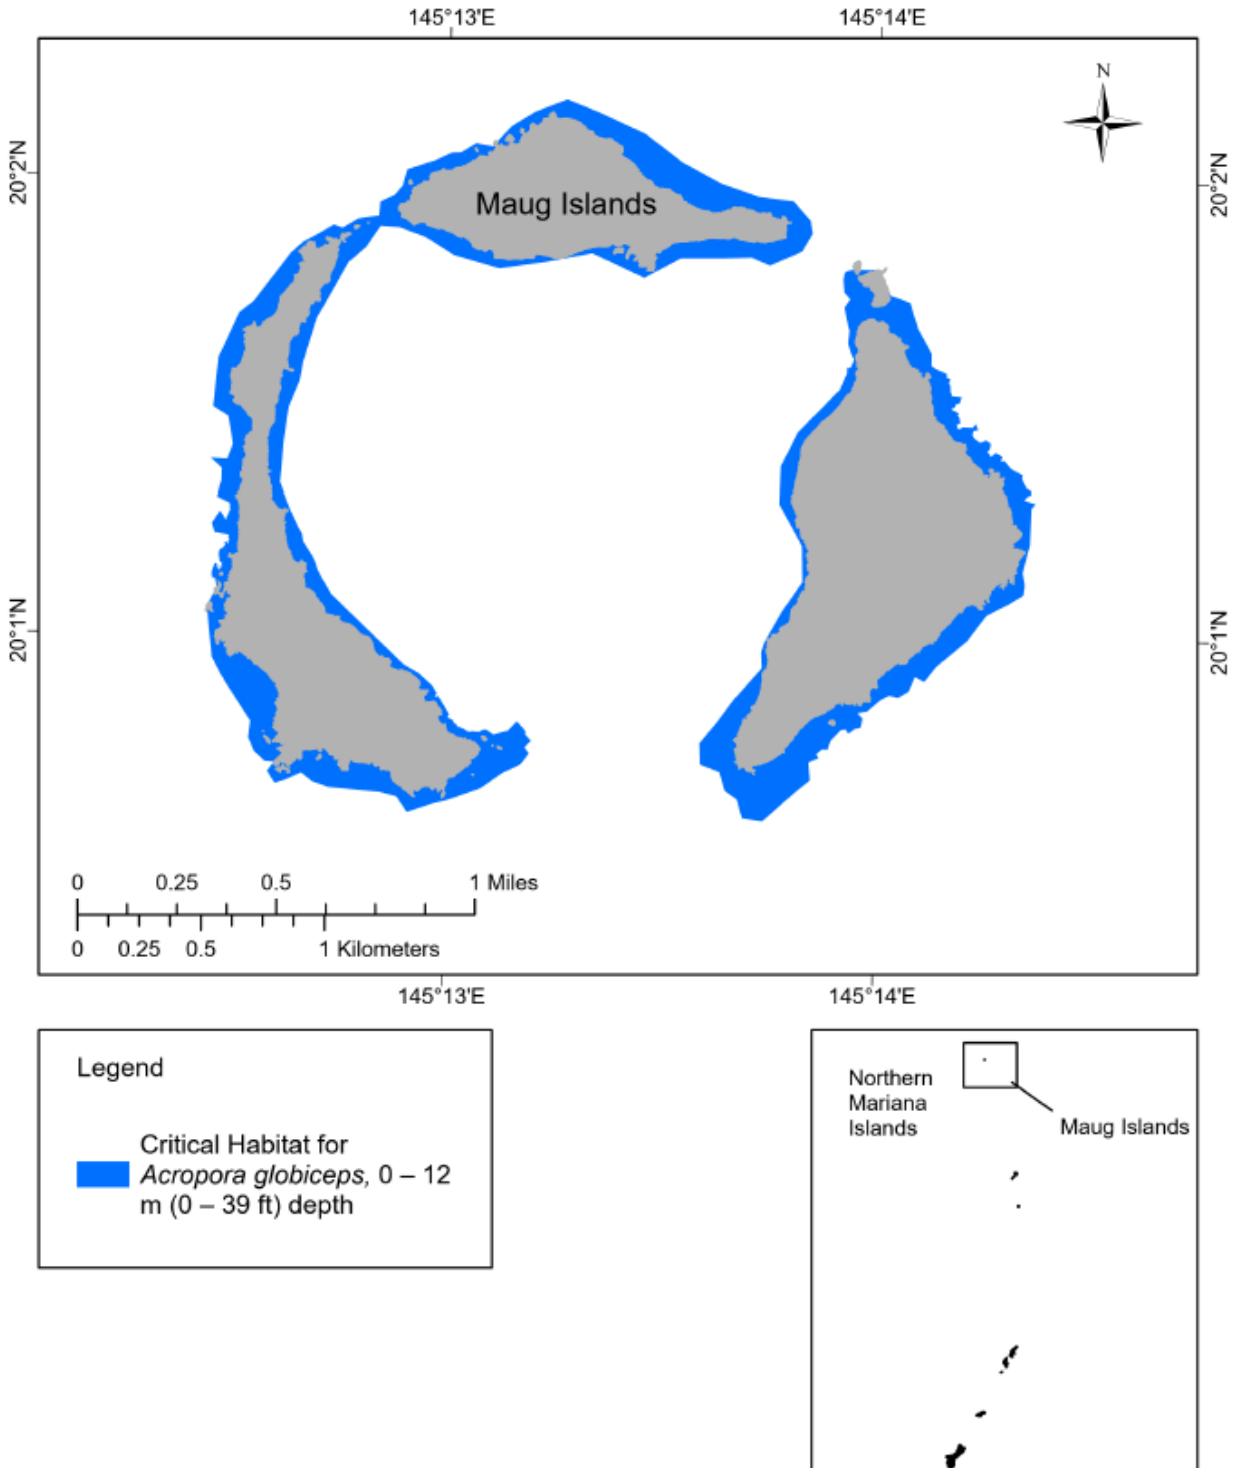 145°13'E
145°14'E
N
20°2'N
20°2'N
Maug Islands
20°1'N
20°1'N
0 0.25 0.5 1 Miles
0 0.25 0.5 1 Kilometers
145°13'E
145°14'E
Legend
Critical Habitat for
Acropora globiceps, 0 – 12
m (0 – 39 ft) depth
Northern
Mariana
Islands
Maug Islands